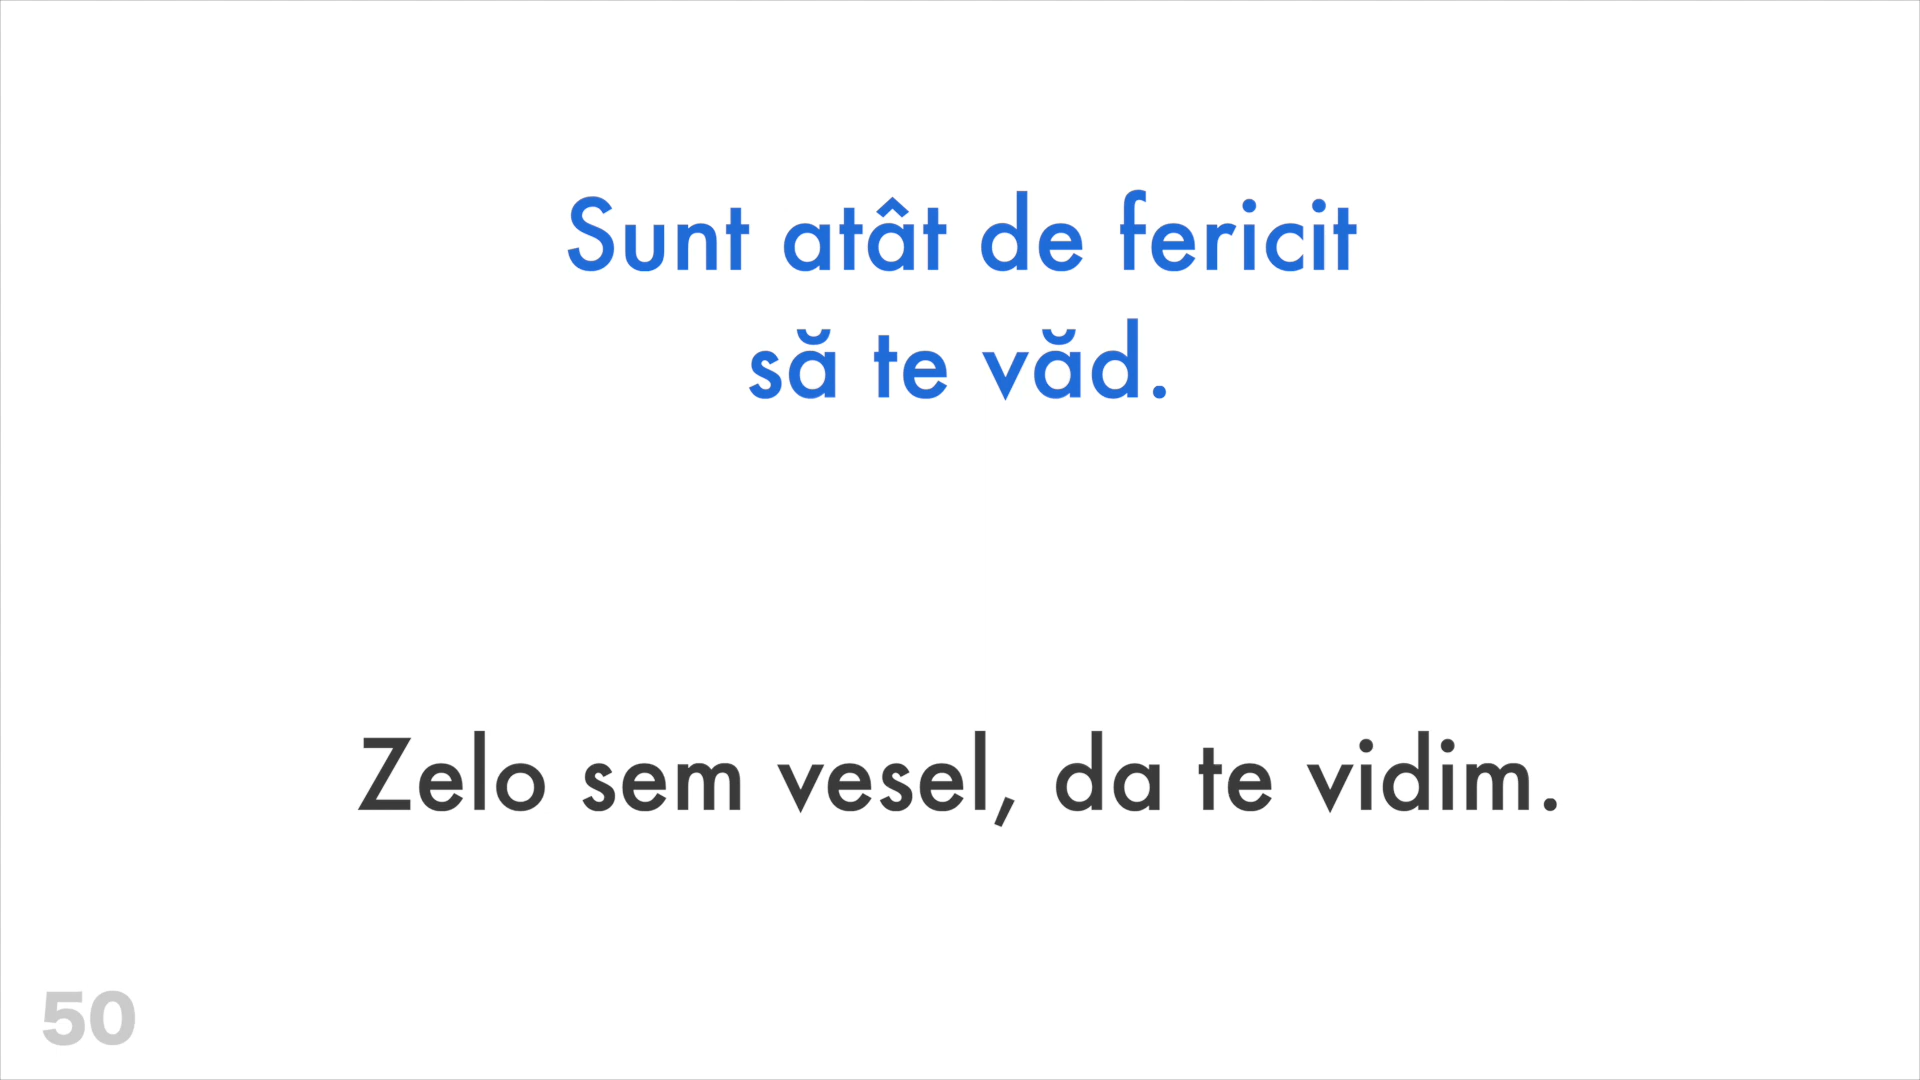 Sunt atât de fericit
să te văd.
Zelo sem vesel, da te vidim.
50